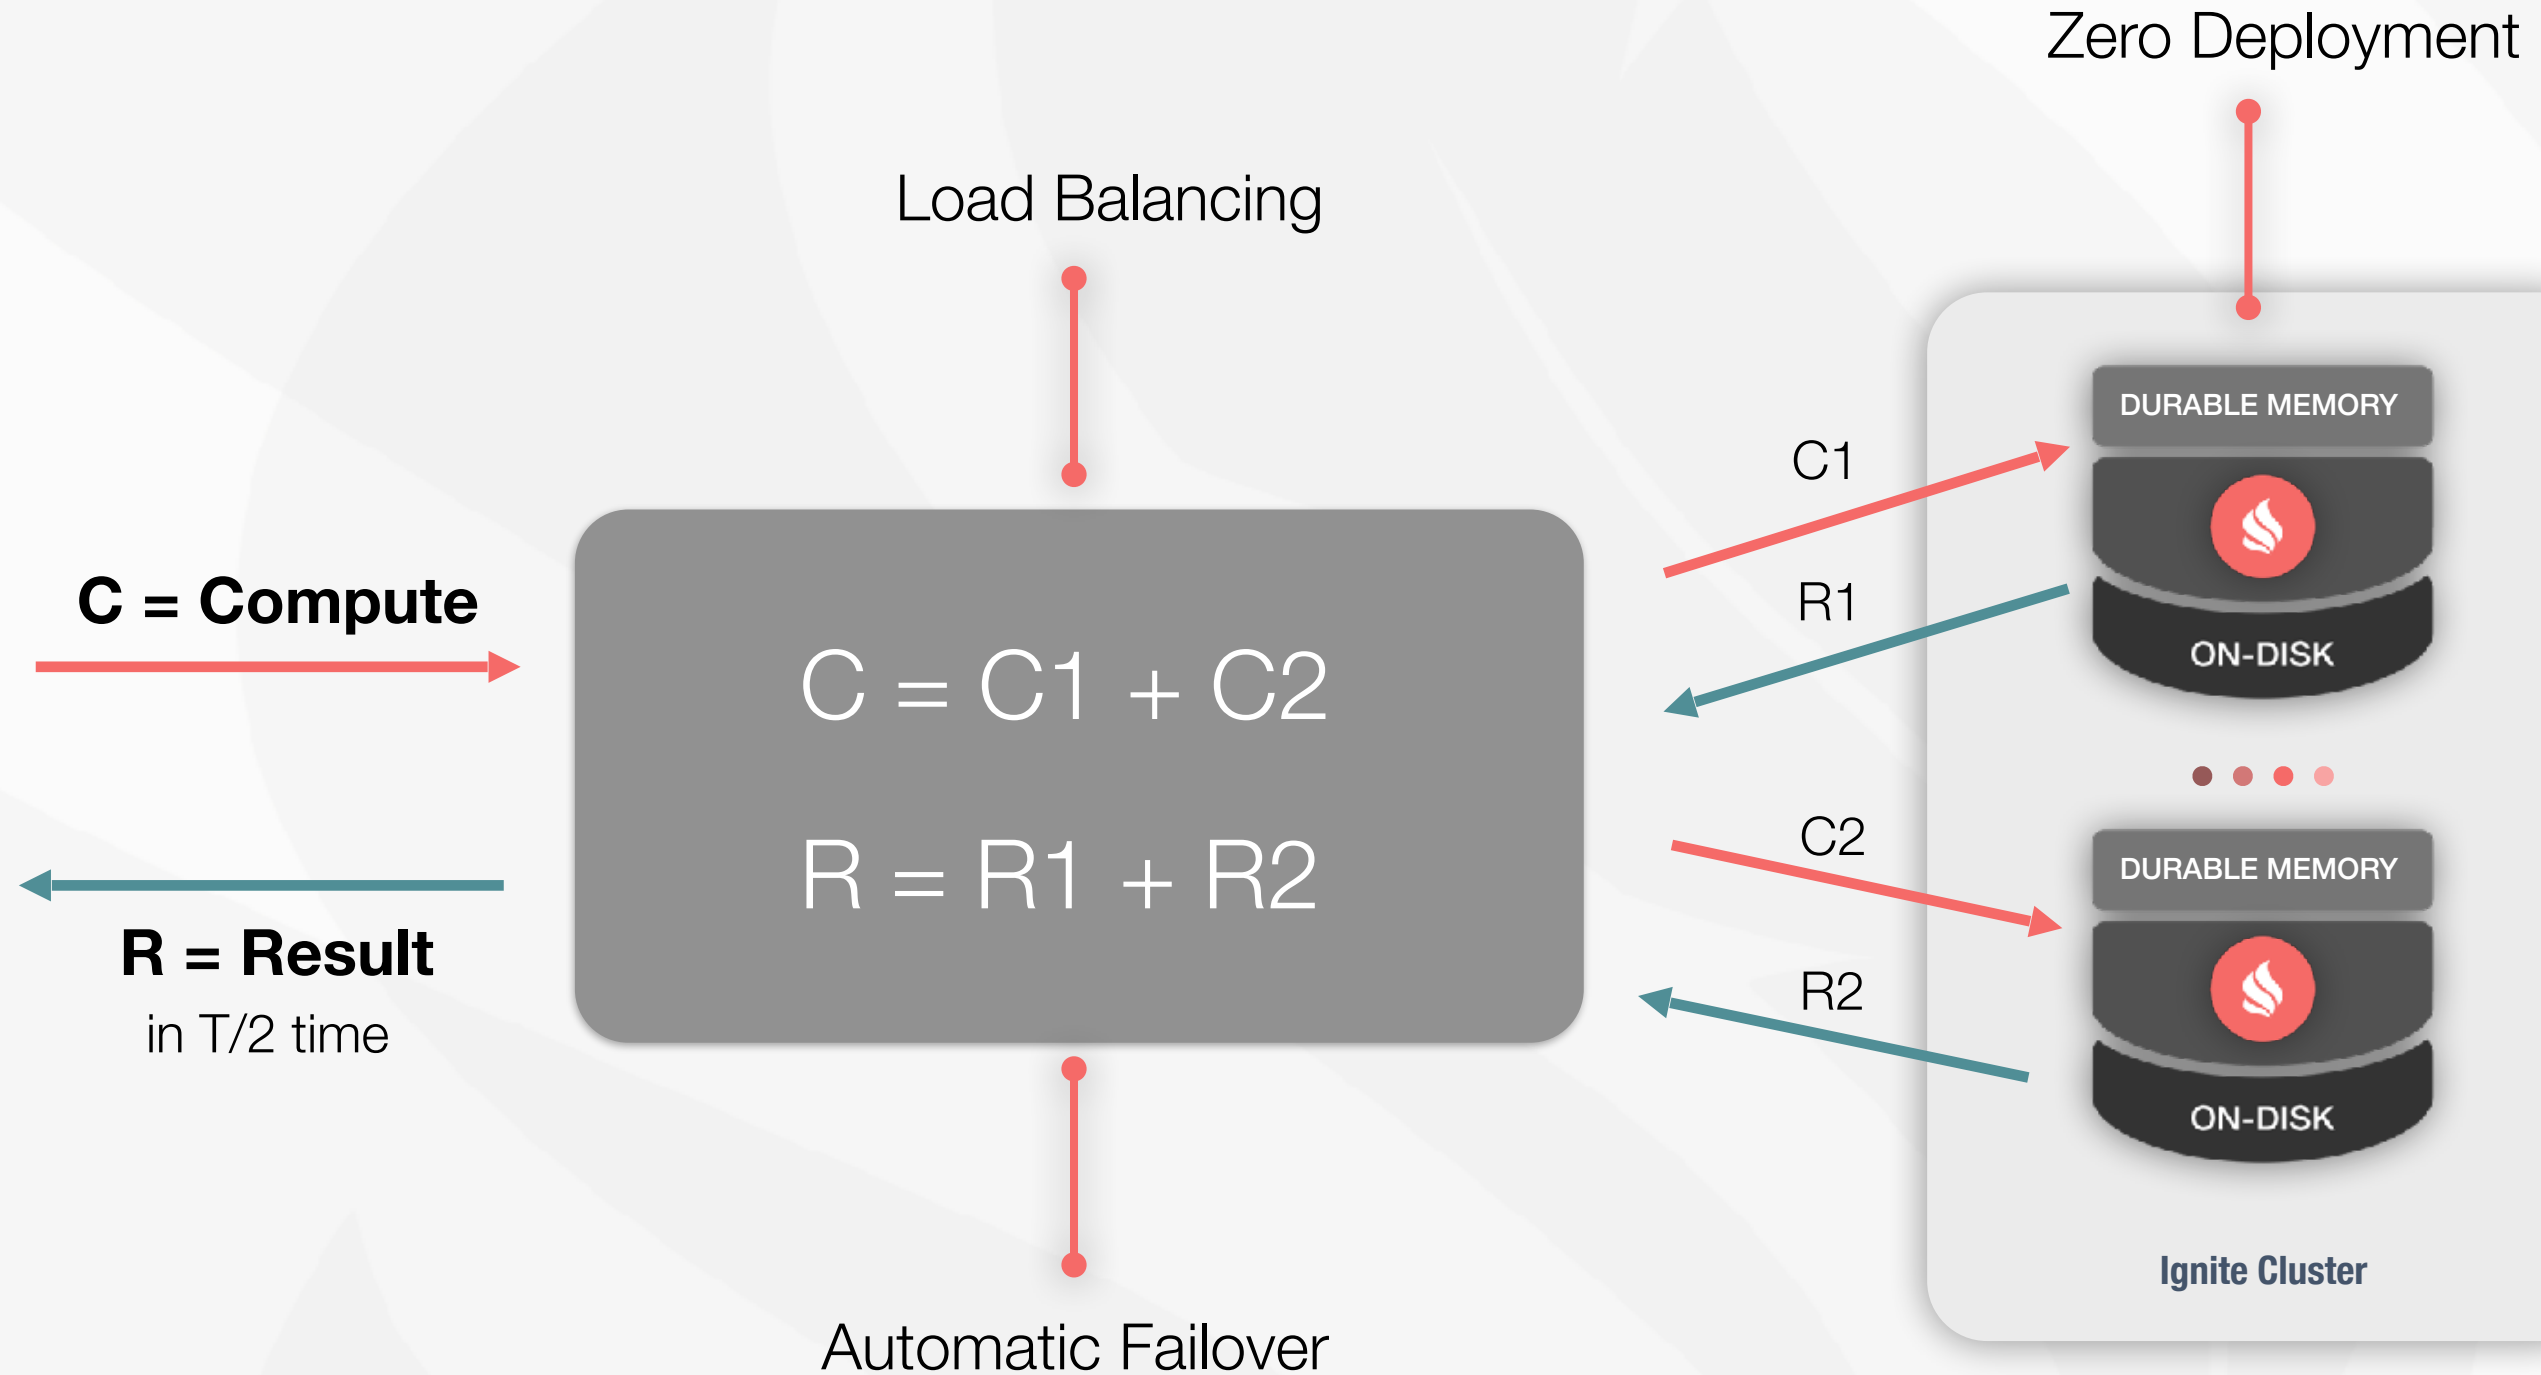 Zero Deployment
Load Balancing
DURABLE MEMORY
C1
C = Compute
R1
C = C1 + C2
ON-DISK
C2
R = R1 + R2
DURABLE MEMORY
R = Result
in T/2 time
R2
ON-DISK
Ignite Cluster
Automatic Failover